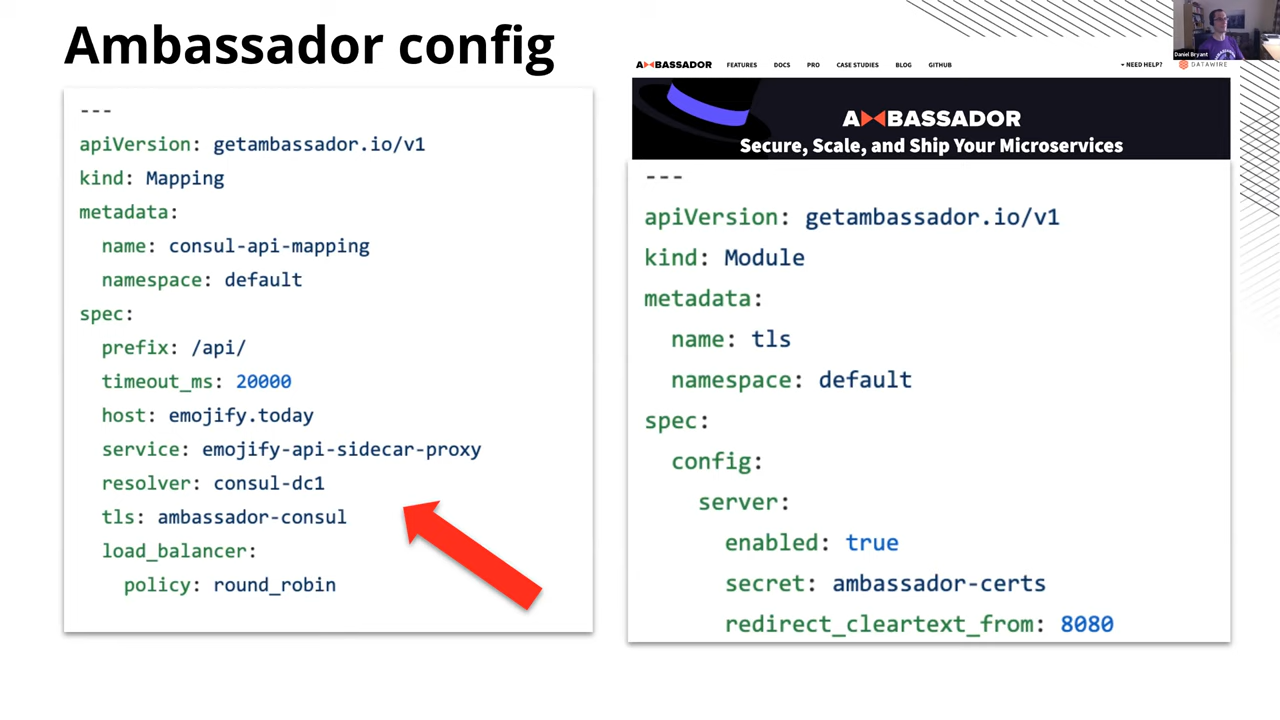 Ambassador config
---
apiVersion: getambassador.io/v1
kind: Mapping
metadata:
  name: consul-api-mapping
  namespace: default
spec:
  prefix: /api/
  timeout_ms: 20000
  host: emojify.today
  service: emojify-api-sidecar-proxy
  resolver: consul-dc1
  tls: ambassador-consul
  load_balancer:
    policy: round_robin
AMBASSADOR FEATURES DOCS PRO CASE STUDIES BLOG GITHUB NEED HELP? DATAWIRE
AMBASSADOR
Secure, Scale, and Ship Your Microservices
---
apiVersion: getambassador.io/v1
kind: Module
metadata:
  name: tls
  namespace: default
spec:
  config:
    server:
      enabled: true
      secret: ambassador-certs
      redirect_cleartext_from: 8080
Daniel Bryant